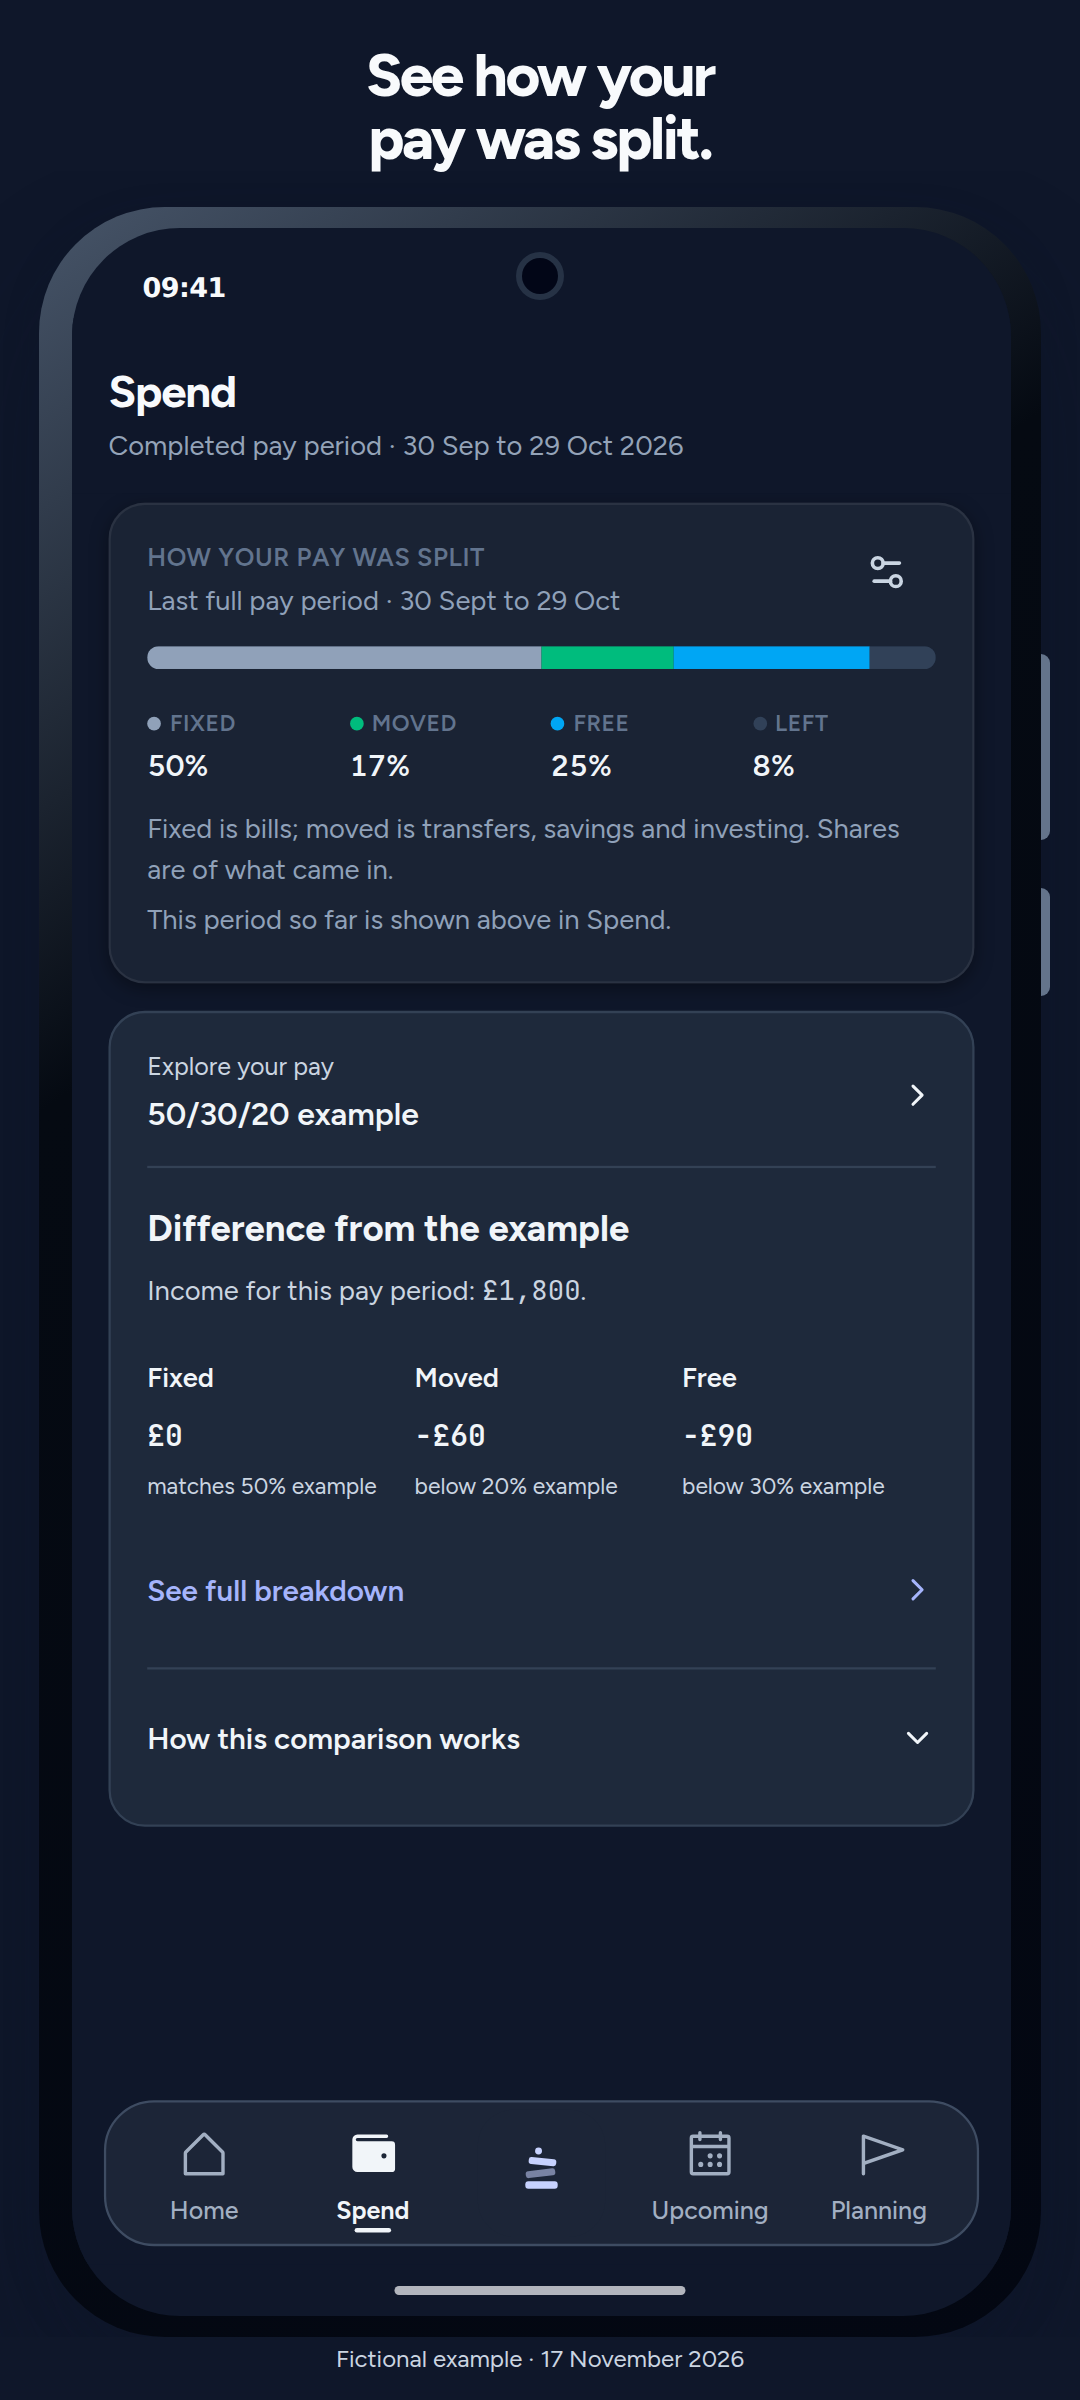 See how your
pay was split.
09:41
Spend
Completed pay period · 30 Sep to 29 Oct 2026
HOW YOUR PAY WAS SPLIT
Last full pay period · 30 Sept to 29 Oct
FIXED MOVED FREE LEFT
50% 17% 25% 8%
Fixed is bills; moved is transfers, savings and investing. Shares
are of what came in.
This period so far is shown above in Spend.
Explore your pay
50/30/20 example
Difference from the example
Income for this pay period: £1,800.
Fixed Moved Free
£0 -£60 -£90
matches 50% example below 20% example below 30% example
See full breakdown
How this comparison works
Home Spend Upcoming Planning
Fictional example · 17 November 2026